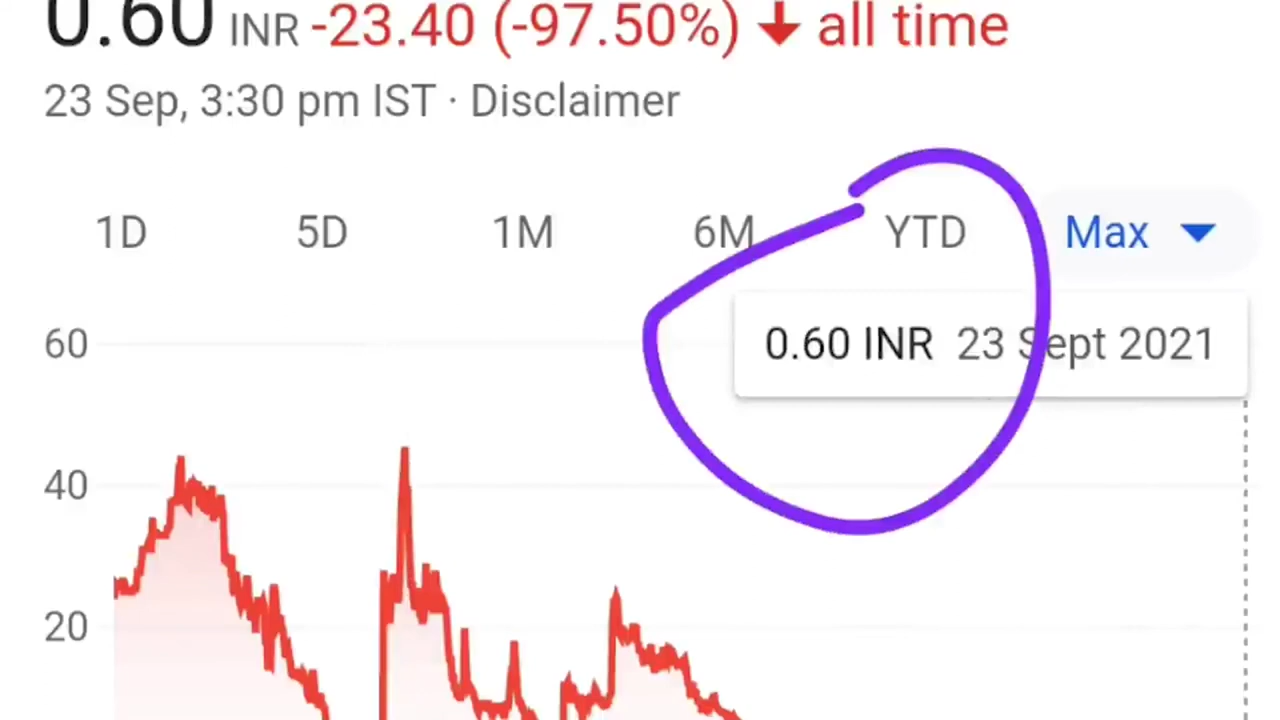 0.60 INR -23.40 (-97.50%) ↓ all time
23 Sep, 3:30 pm IST · Disclaimer
1D 5D 1M 6M YTD Max
0.60 INR 23 Sept 2021
60
40
20